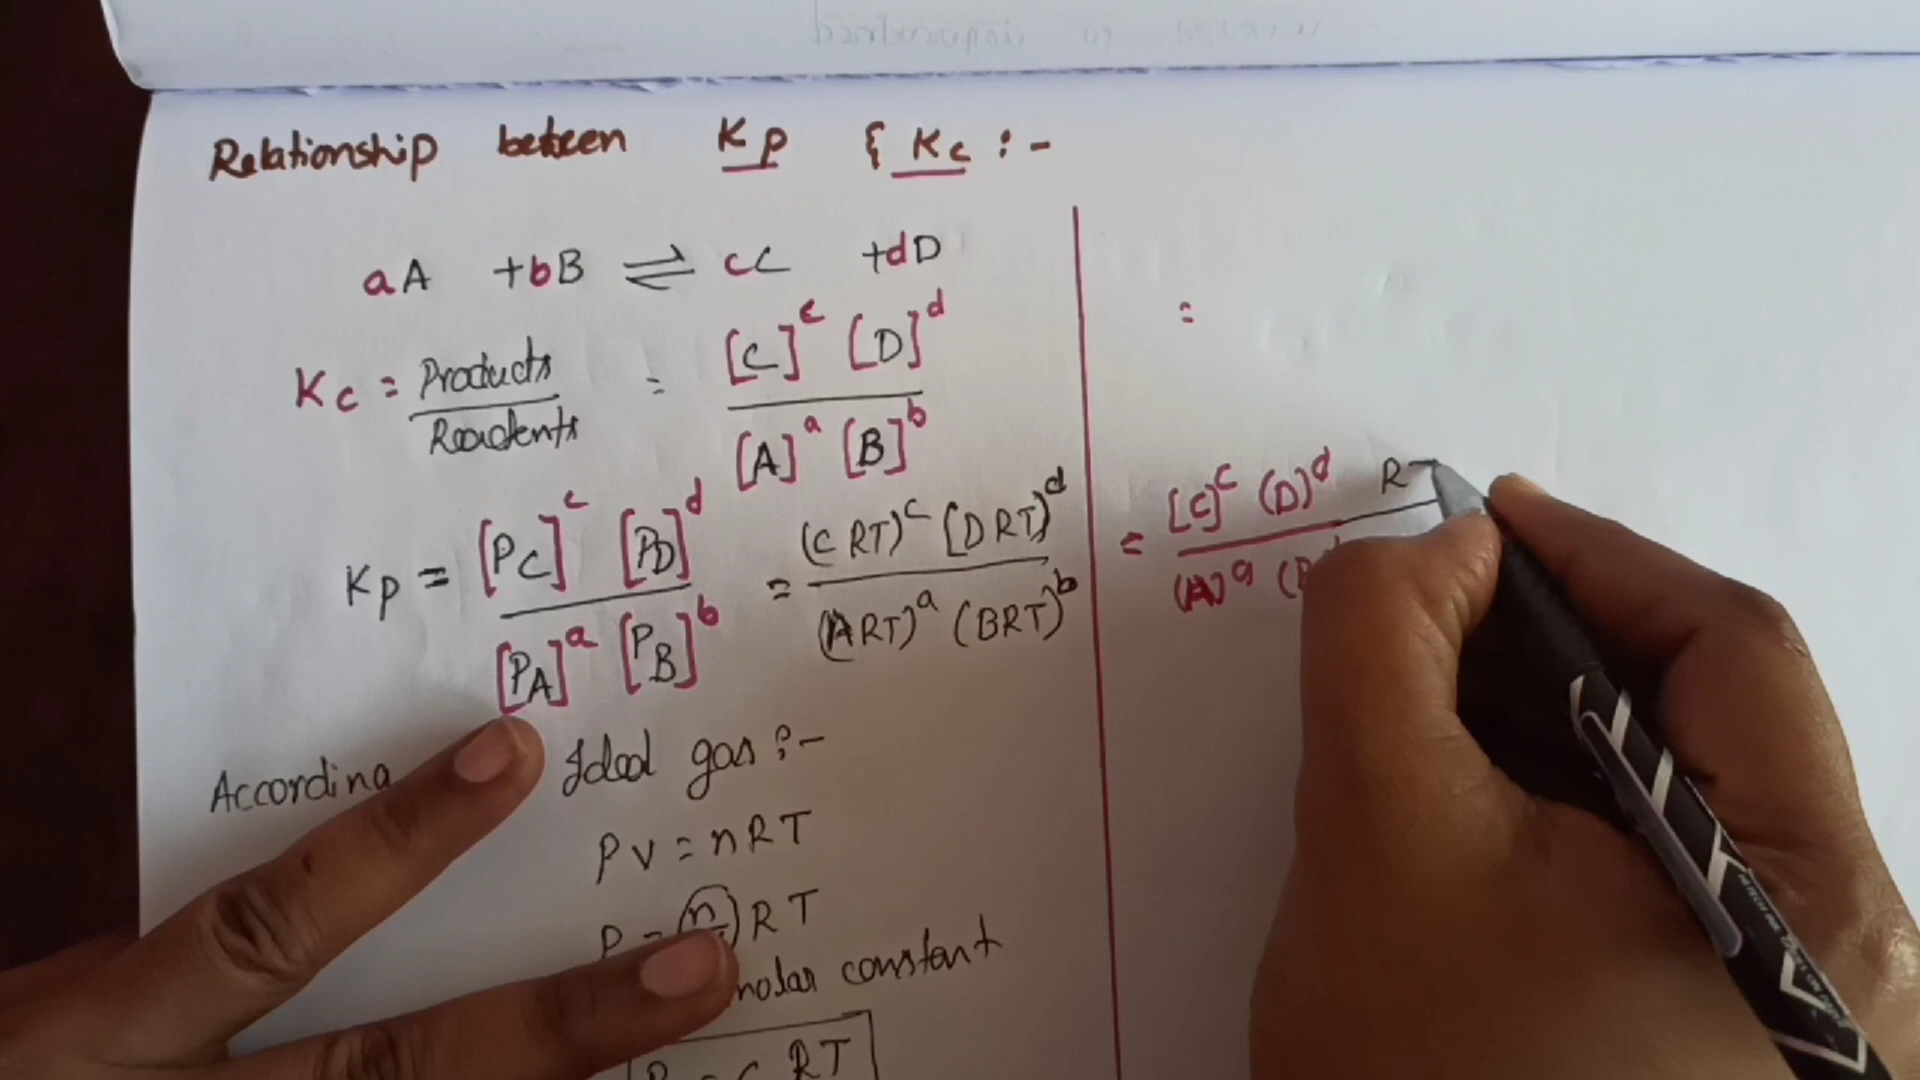 Relationship between Kp & Kc :-
aA + bB ⇌ cC + dD
Kc = Products / Reactents = [C]^c [D]^d / [A]^a [B]^b
Kp = [PC]^c [PD]^d / [PA]^a [PB]^b = (C RT)^c [D RT)^d / (ART)^a (BRT)^b
According Ideal gas :-
PV = nRT
P = (n RT
molar constant
RT
=
= [C]^c (D)^d RT / (A)^a (B